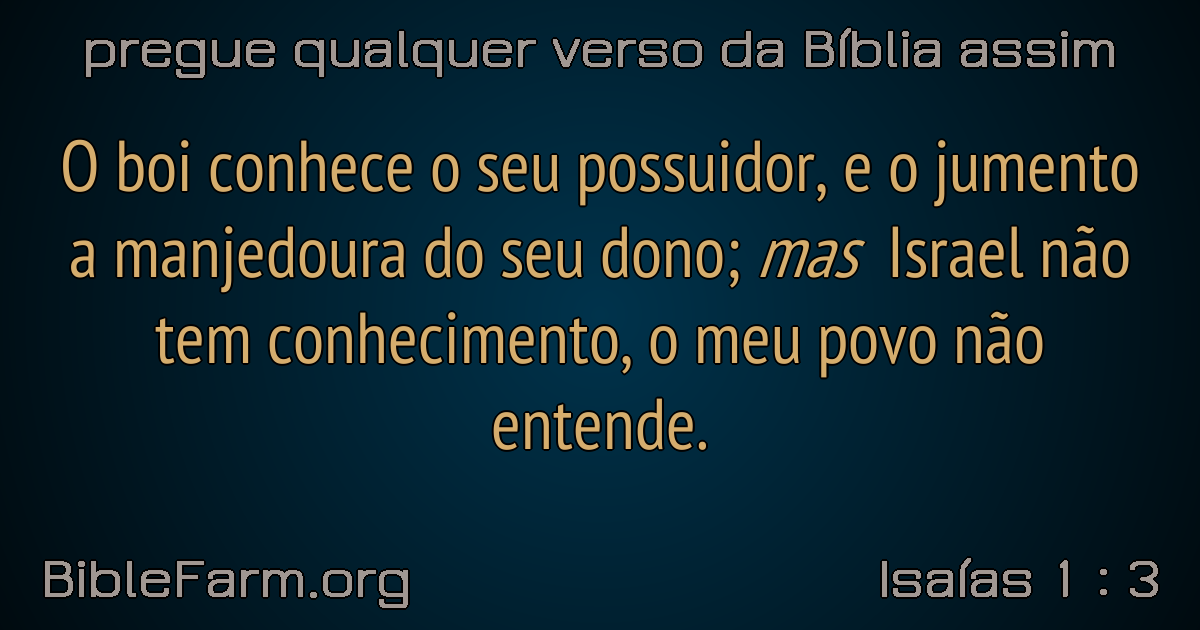 pregue qualquer verso da Bíblia assim
O boi conhece o seu possuidor, e o jumento
a manjedoura do seu dono; mas Israel não
tem conhecimento, o meu povo não
entende.
BibleFarm.org
Isaías 1 : 3